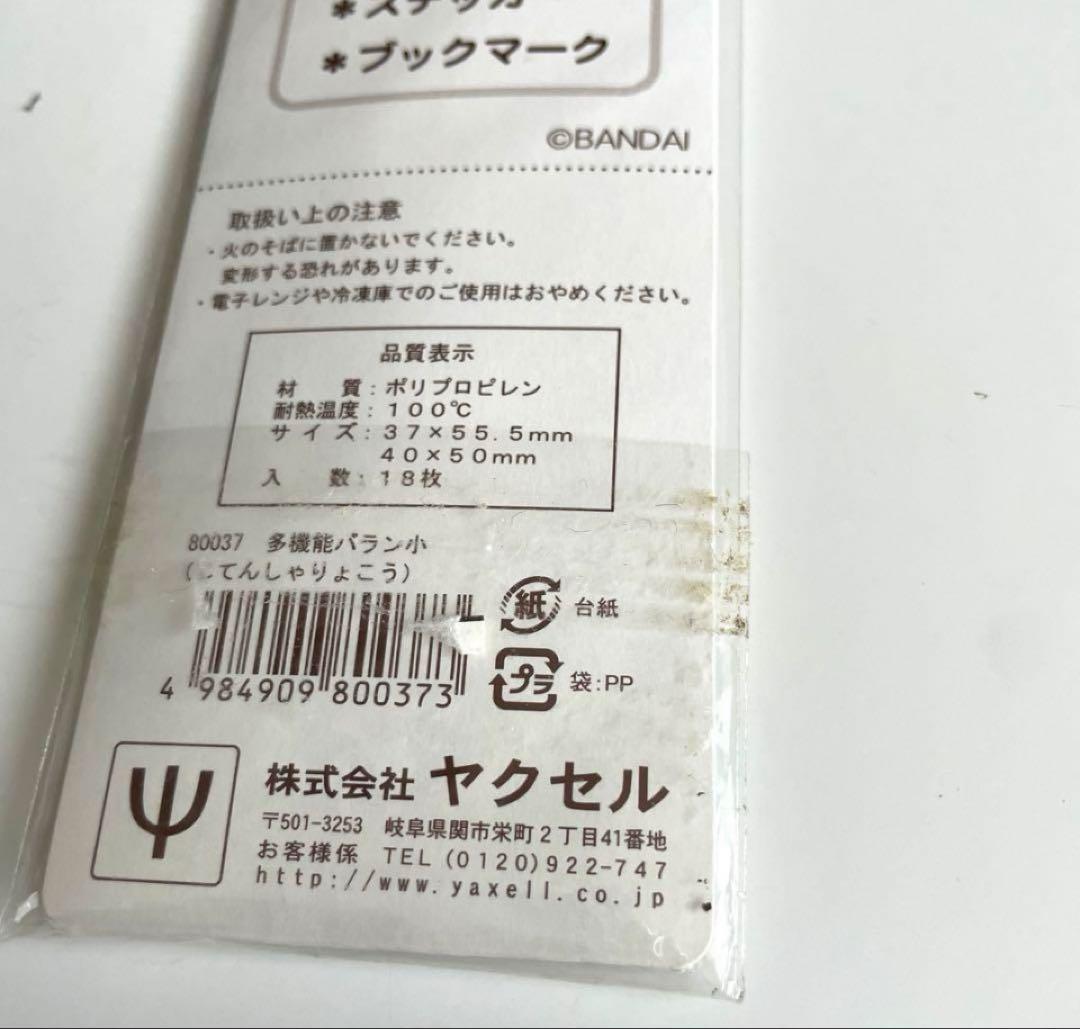 *ステッカー
*ブックマーク
©BANDAI
取扱い上の注意
・火のそばに置かないでください。
変形する恐れがあります。
・電子レンジや冷凍庫でのご使用はおやめください。
品質表示
材 質:ポリプロピレン
耐熱温度:100℃
サイズ:37×55.5mm
40×50mm
入 数:18枚
80037 多機能バラン小
てんしゃりょこう)
紙 台紙
プラ 袋:PP
4 984909 800373
株式会社 ヤクセル
〒501-3253 岐阜県関市栄町2丁目41番地
お客様係 TEL (0120)922-747
http://www.yaxell.co.jp